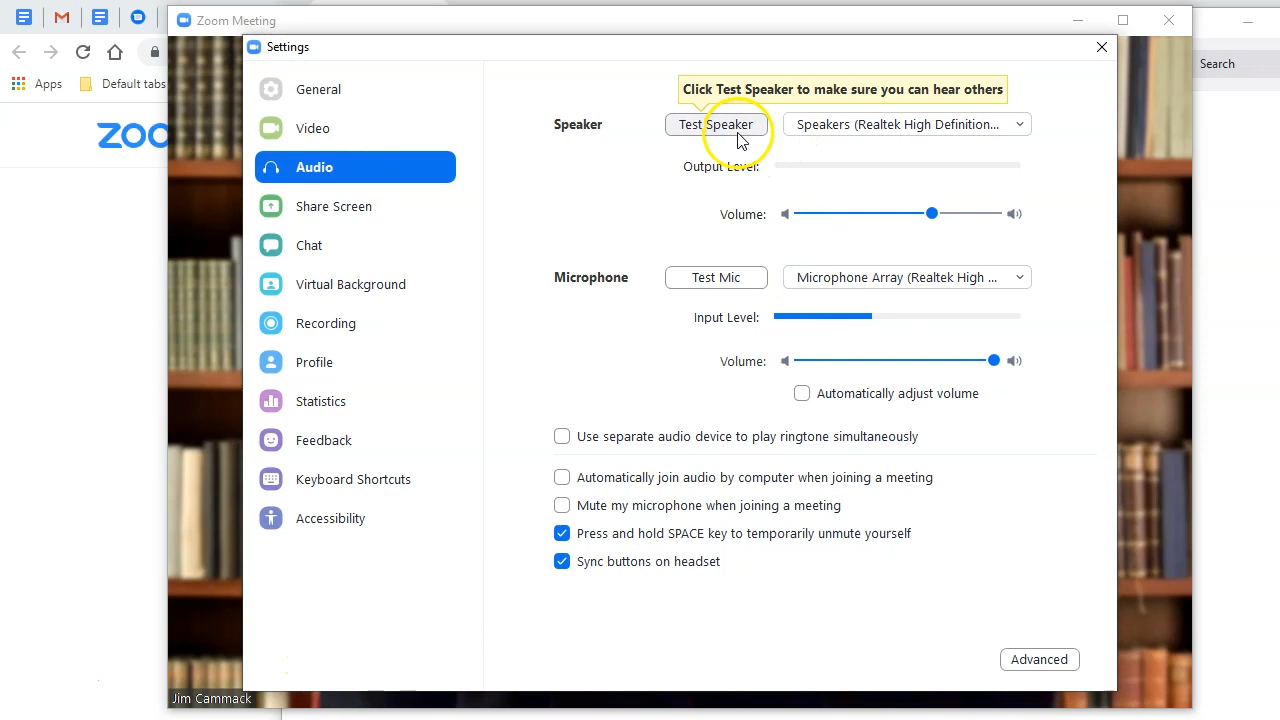 Zoom Meeting
Settings
Search
Apps
Default tabs
ZOO
General
Video
Audio
Share Screen
Chat
Virtual Background
Recording
Profile
Statistics
Feedback
Keyboard Shortcuts
Accessibility
Click Test Speaker to make sure you can hear others
Speaker
Test Speaker
Speakers (Realtek High Definition...
Output Level:
Volume:
Microphone
Test Mic
Microphone Array (Realtek High ...
Input Level:
Volume:
Automatically adjust volume
Use separate audio device to play ringtone simultaneously
Automatically join audio by computer when joining a meeting
Mute my microphone when joining a meeting
Press and hold SPACE key to temporarily unmute yourself
Sync buttons on headset
Advanced
Jim Cammack